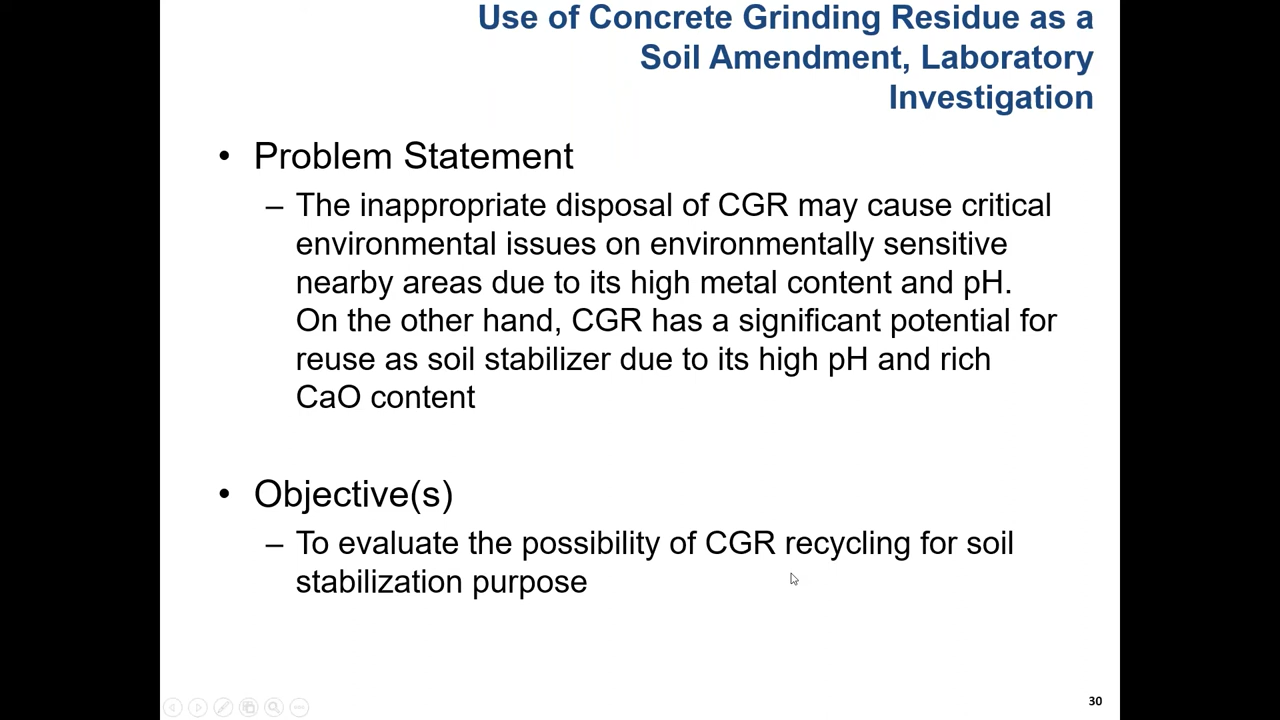 Use of Concrete Grinding Residue as a
Soil Amendment, Laboratory
Investigation
• Problem Statement
– The inappropriate disposal of CGR may cause critical
environmental issues on environmentally sensitive
nearby areas due to its high metal content and pH.
On the other hand, CGR has a significant potential for
reuse as soil stabilizer due to its high pH and rich
CaO content
• Objective(s)
– To evaluate the possibility of CGR recycling for soil
stabilization purpose
30